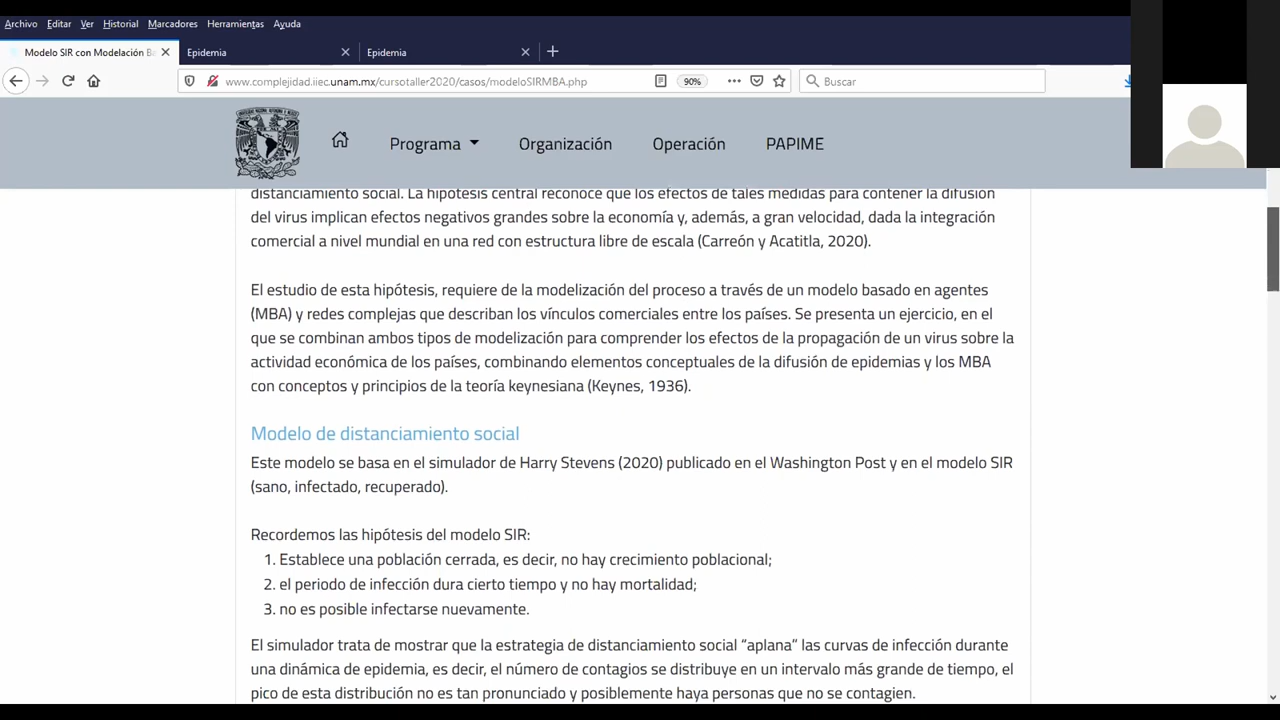 Archivo Editar Ver Historial Marcadores Herramientas Ayuda
Modelo SIR con Modelación Ba
Epidemia
Epidemia
www.complejidad.iiec.unam.mx/cursotaller2020/casos/modeloSIRMBA.php
90%
Buscar
Programa
Organización
Operación
PAPIME
distanciamiento social. La hipótesis central reconoce que los efectos de tales medidas para contener la difusión
del virus implican efectos negativos grandes sobre la economía y, además, a gran velocidad, dada la integración
comercial a nivel mundial en una red con estructura libre de escala (Carreón y Acatitla, 2020).
El estudio de esta hipótesis, requiere de la modelización del proceso a través de un modelo basado en agentes
(MBA) y redes complejas que describan los vínculos comerciales entre los países. Se presenta un ejercicio, en el
que se combinan ambos tipos de modelización para comprender los efectos de la propagación de un virus sobre la
actividad económica de los países, combinando elementos conceptuales de la difusión de epidemias y los MBA
con conceptos y principios de la teoría keynesiana (Keynes, 1936).
Modelo de distanciamiento social
Este modelo se basa en el simulador de Harry Stevens (2020) publicado en el Washington Post y en el modelo SIR
(sano, infectado, recuperado).
Recordemos las hipótesis del modelo SIR:
1. Establece una población cerrada, es decir, no hay crecimiento poblacional;
2. el periodo de infección dura cierto tiempo y no hay mortalidad;
3. no es posible infectarse nuevamente.
El simulador trata de mostrar que la estrategia de distanciamiento social “aplana” las curvas de infección durante
una dinámica de epidemia, es decir, el número de contagios se distribuye en un intervalo más grande de tiempo, el
pico de esta distribución no es tan pronunciado y posiblemente haya personas que no se contagien.